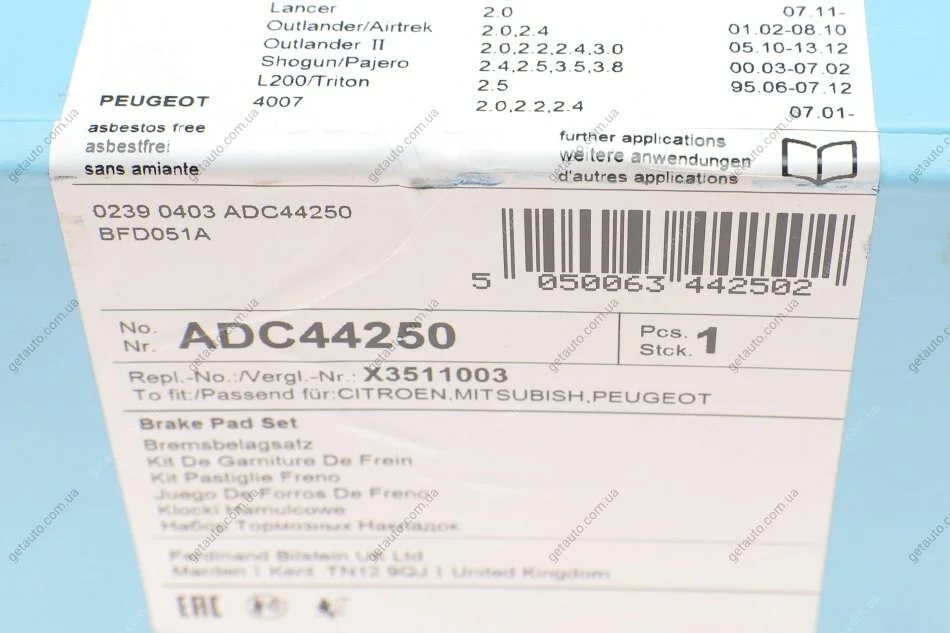 Lancer 2.0 07.11-
Outlander/Airtrek 2.0,2.4 01.02-08.10
Outlander II 2.0,2.2,2.4,3.0 05.10-13.12
Shogun/Pajero 2.4,2.5,3.5,3.8 00.03-07.02
L200/Triton 2.5 95.06-07.12
PEUGEOT 4007 2.0,2.2,2.4 07.01-
asbestos free
asbestfrei
sans amiante
further applications
weitere anwendungen
d'autres applications
0239 0403 ADC44250
BFD051A
5 050063 442502
No.
Nr. ADC44250
Pcs.
Stck. 1
Repl.-No.:/Vergl.-Nr.: X3511003
To fit:/Passend für:CITROEN,MITSUBISH,PEUGEOT
Brake Pad Set
Bremsbelagsatz
Kit De Garniture De Frein
Kit Pastiglie Freno
Juego De Forros De Freno
Klocki Hamulcowe
Набор Тормозных Накладок
Ferdinand Bilstein UK Ltd
Marden | Kent TN12 9QJ | United Kingdom
EAC
getauto.com.ua